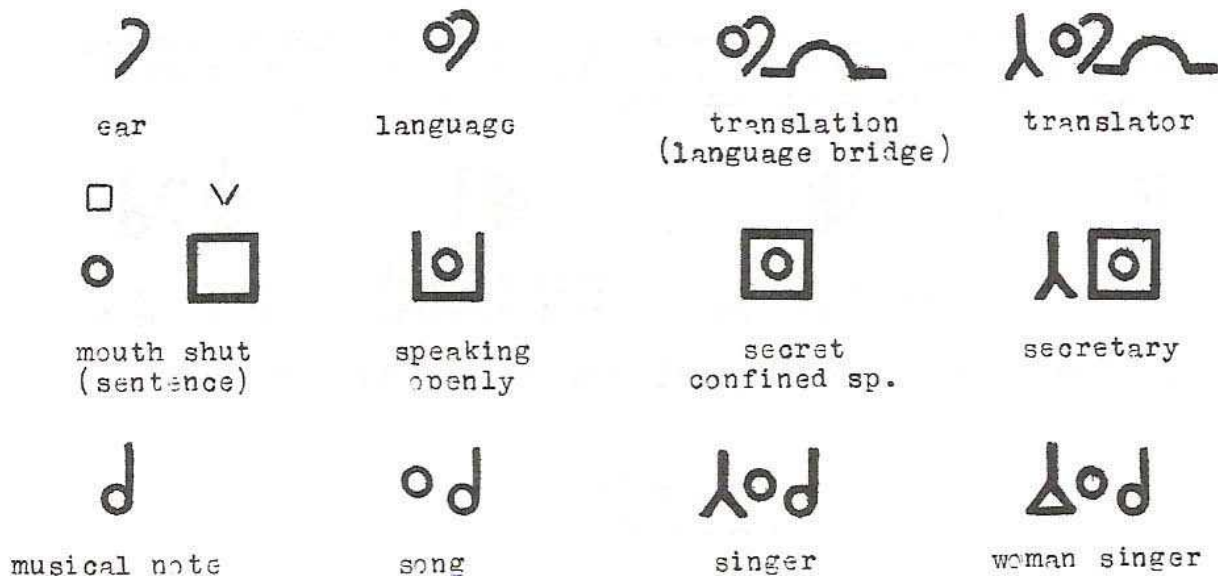 ear
language
translation
(language bridge)
translator
mouth shut
(sentence)
speaking
openly
secret
confined sp.
secretary
musical note
song
singer
woman singer